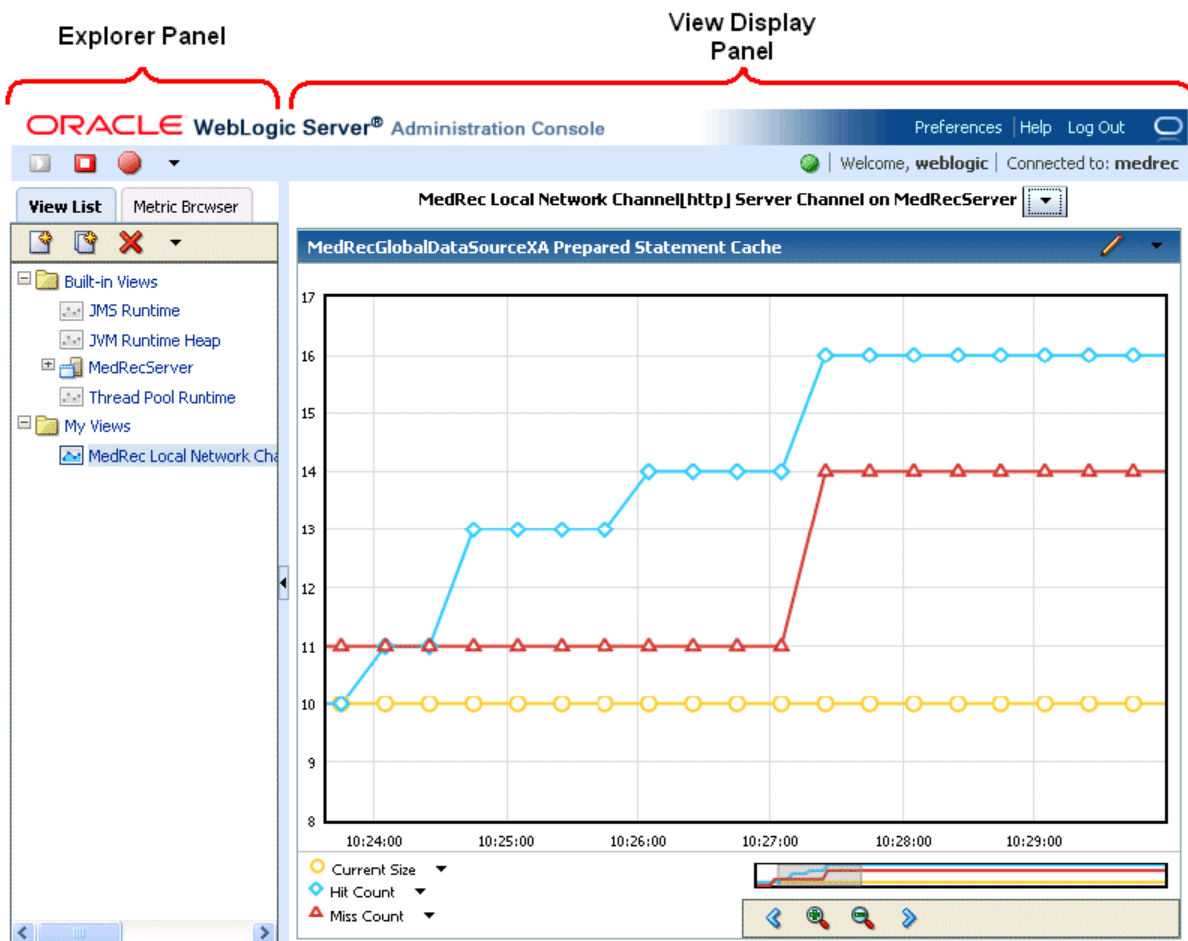 Explorer Panel
View Display
Panel
ORACLE WebLogic Server® Administration Console
Preferences | Help Log Out
Welcome, weblogic | Connected to: medrec
View List
Metric Browser
MedRec Local Network Channel[http] Server Channel on MedRecServer
MedRecGlobalDataSourceXA Prepared Statement Cache
Built-in Views
JMS Runtime
JVM Runtime Heap
MedRecServer
Thread Pool Runtime
My Views
MedRec Local Network Cha
17
16
15
14
13
12
11
10
9
8
10:24:00 10:25:00 10:26:00 10:27:00 10:28:00 10:29:00
Current Size
Hit Count
Miss Count